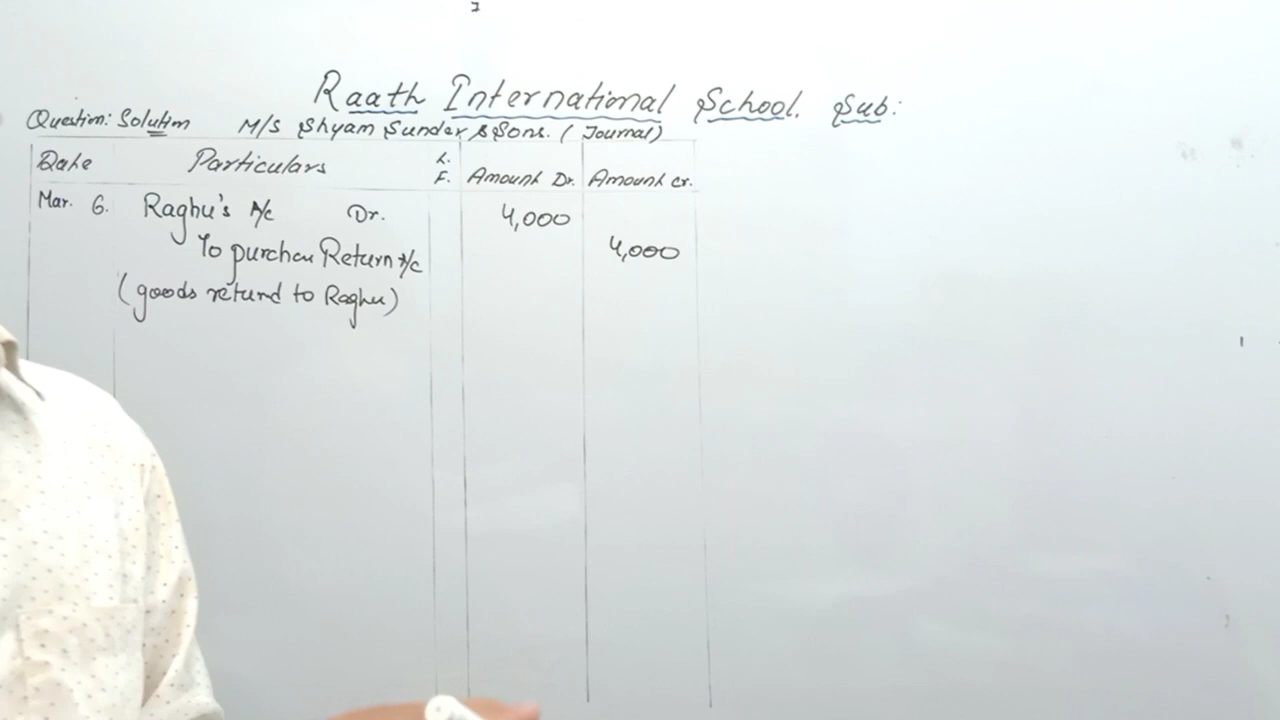 Raath International School. Sub:
Question: Solution M/S Shyam Sunder & Sons. (Journal)
Date Particulars L.F. Amount Dr. Amount Cr.
Mar. 6. Raghu's A/c Dr. 4,000
To purchase Return A/c 4,000
(goods returnd to Raghu)